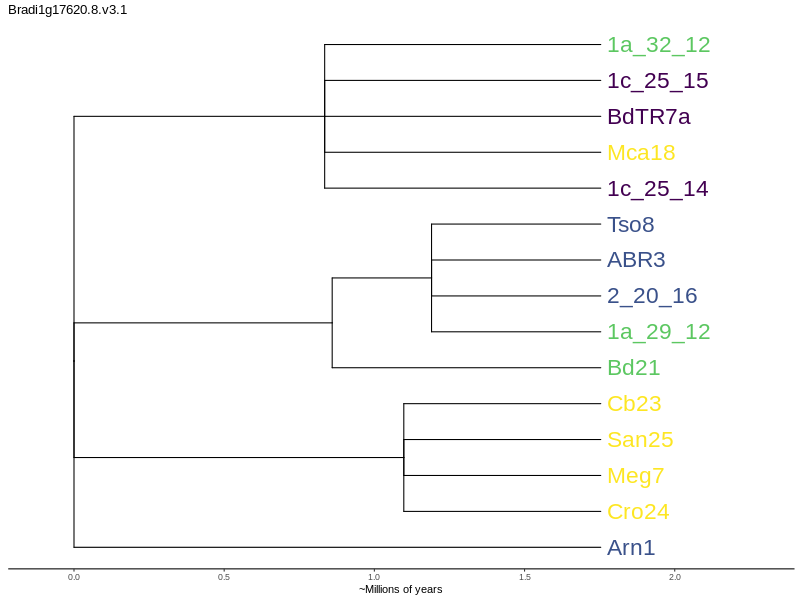 Bradi1g17620.8.v3.1
1a_32_12
1c_25_15
BdTR7a
Mca18
1c_25_14
Tso8
ABR3
2_20_16
1a_29_12
Bd21
Cb23
San25
Meg7
Cro24
Arn1
0.0 0.5 1.0 1.5 2.0
~Millions of years